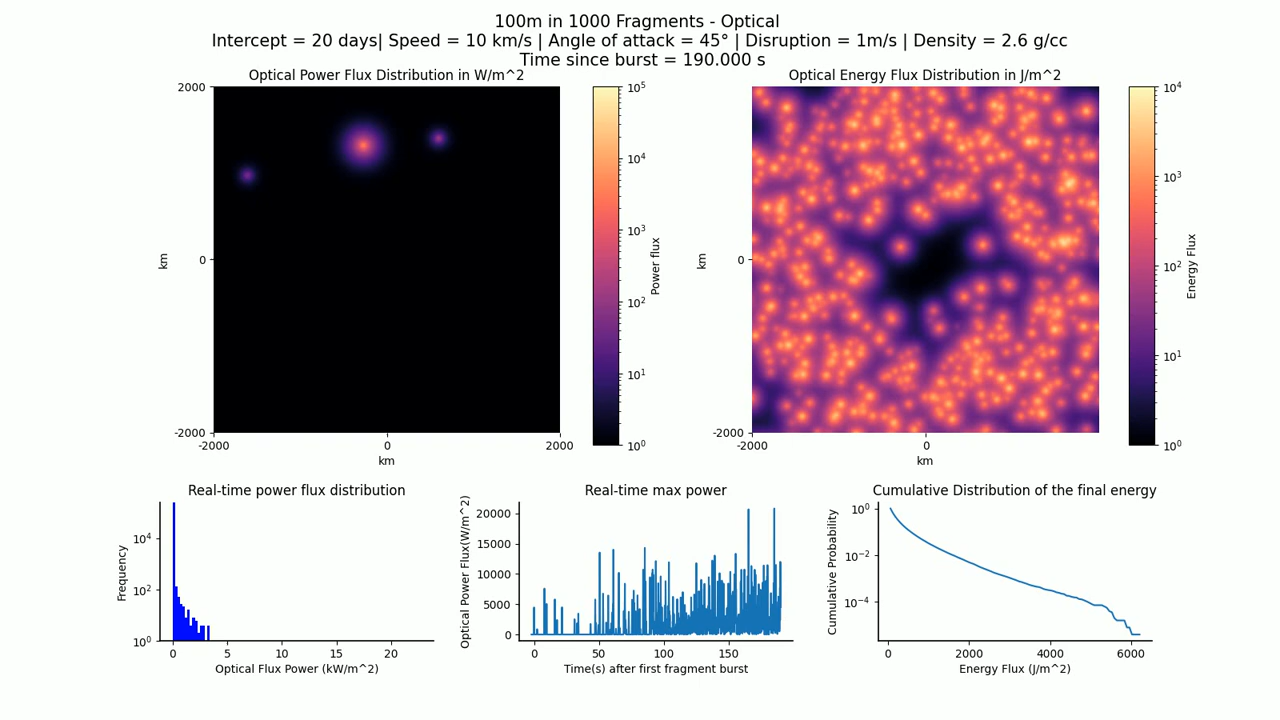 100m in 1000 Fragments - Optical
Intercept = 20 days| Speed = 10 km/s | Angle of attack = 45° | Disruption = 1m/s | Density = 2.6 g/cc
Time since burst = 190.000 s
Optical Power Flux Distribution in W/m^2
2000
0
-2000
km
-2000
0
2000
km
10^5
10^4
10^3
10^2
10^1
10^0
Power flux
Optical Energy Flux Distribution in J/m^2
0
-2000
km
-2000
0
km
10^4
10^3
10^2
10^1
10^0
Energy Flux
Real-time power flux distribution
10^4
10^2
10^0
Frequency
0
5
10
15
20
Optical Flux Power (kW/m^2)
Real-time max power
20000
15000
10000
5000
0
Optical Power Flux(W/m^2)
0
50
100
150
Time(s) after first fragment burst
Cumulative Distribution of the final energy
10^0
10^−2
10^−4
Cumulative Probability
0
2000
4000
6000
Energy Flux (J/m^2)